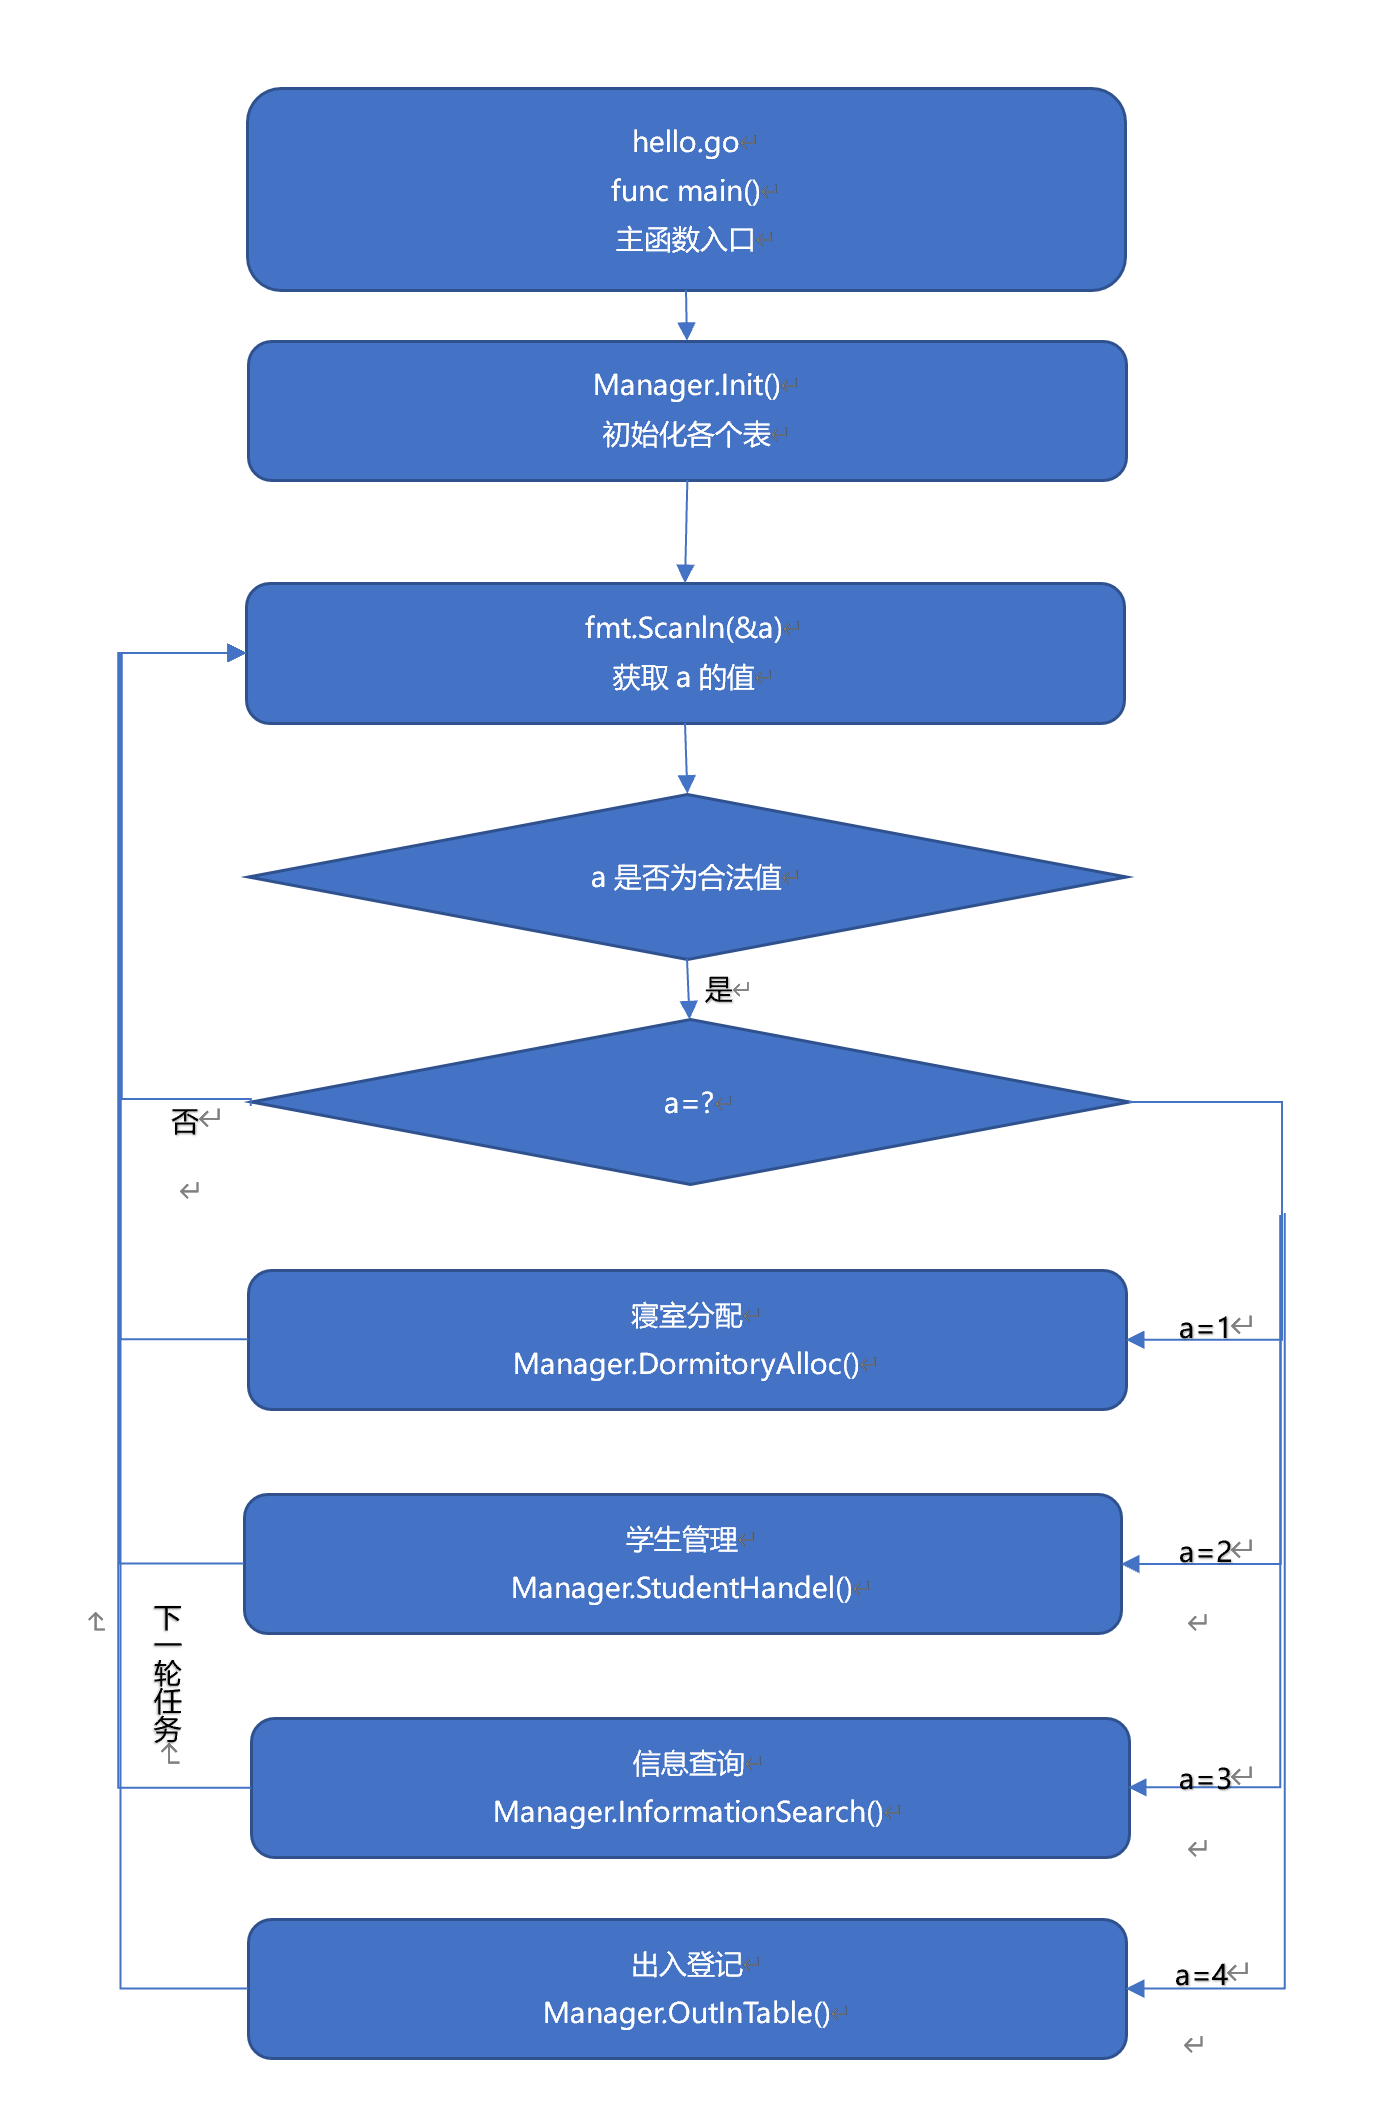 hello.go
func main()
主函数入口
Manager.Init()
初始化各个表
fmt.Scanln(&a)
获取 a 的值
a 是否为合法值
是
a=?
否
寝室分配
Manager.DormitoryAlloc()
a=1
学生管理
Manager.StudentHandel()
a=2
下一轮任务
信息查询
Manager.InformationSearch()
a=3
出入登记
Manager.OutInTable()
a=4